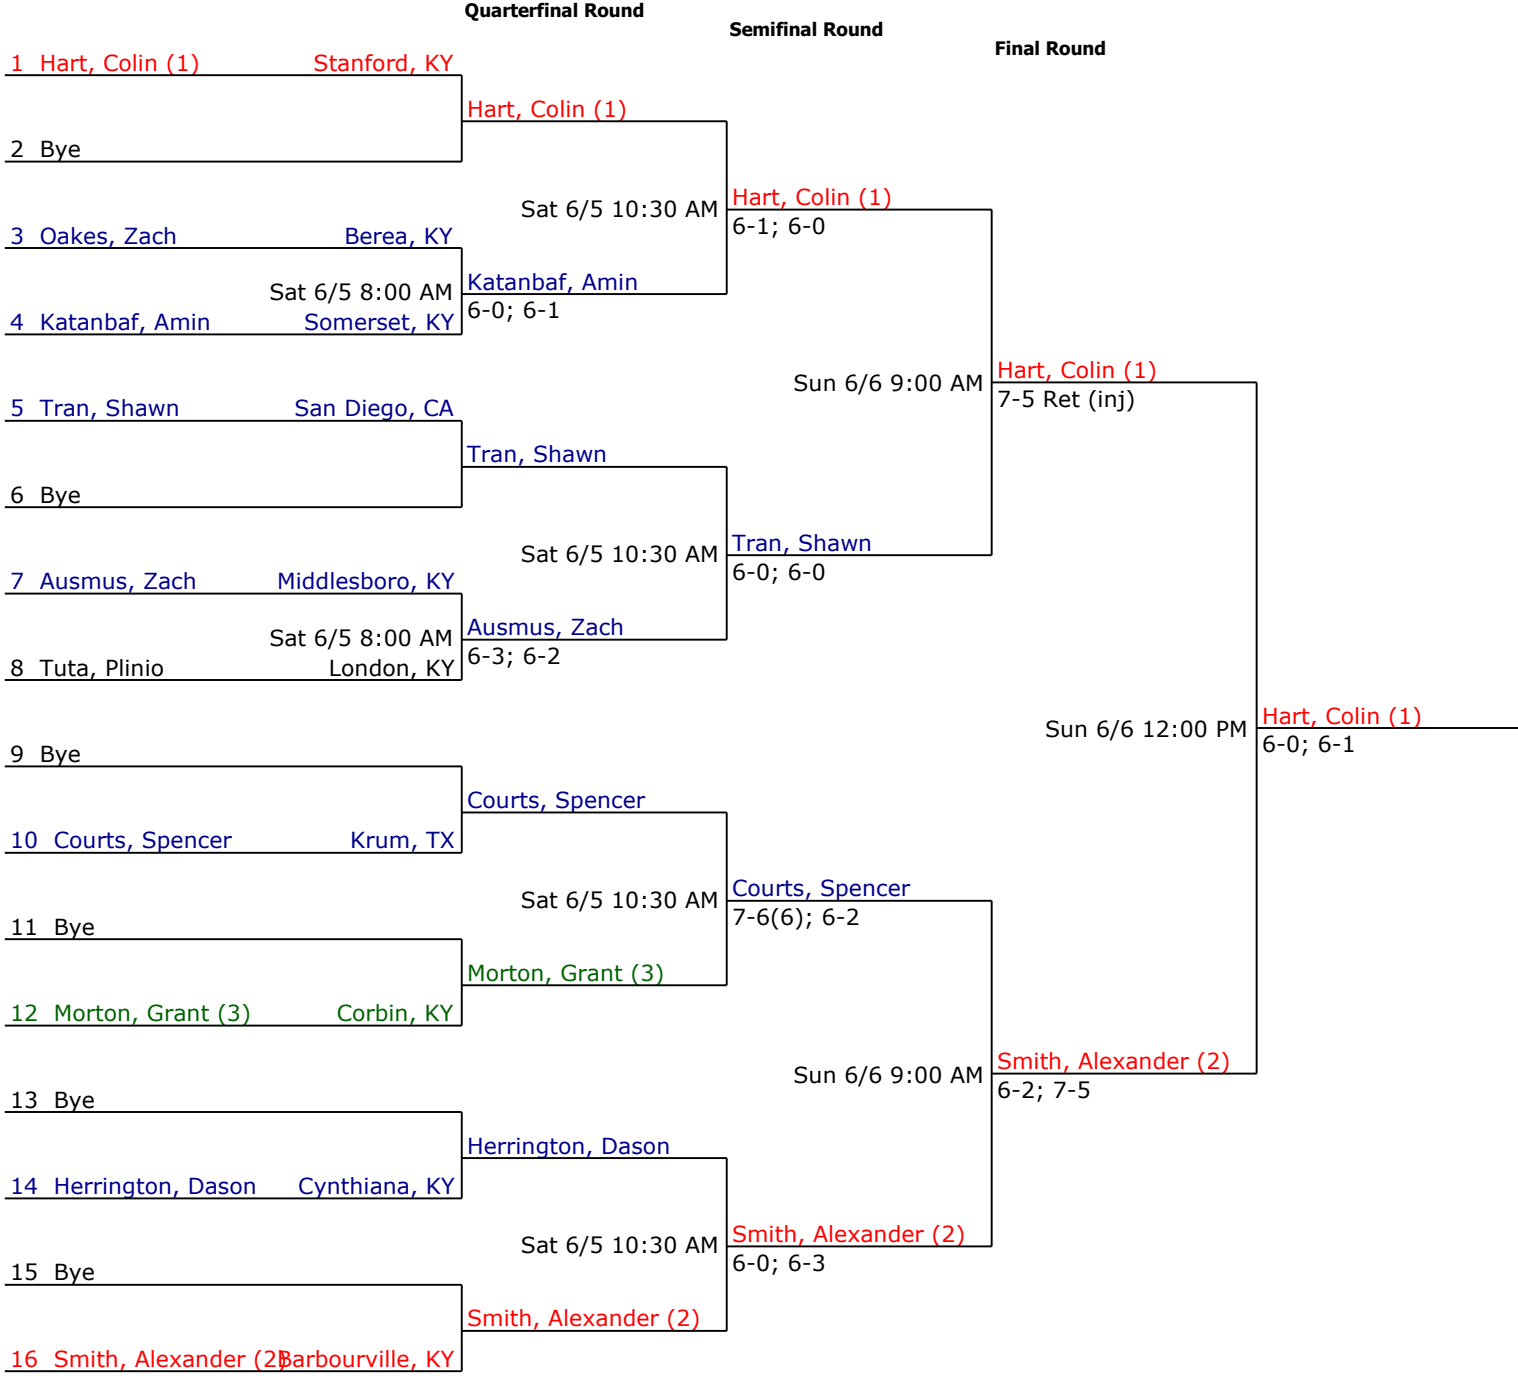 Quarterfinal Round
Semifinal Round
Final Round
1 Hart, Colin (1) Stanford, KY
Hart, Colin (1)
2 Bye
Sat 6/5 10:30 AM Hart, Colin (1)
6-1; 6-0
3 Oakes, Zach Berea, KY
Sat 6/5 8:00 AM Katanbaf, Amin
6-0; 6-1
4 Katanbaf, Amin Somerset, KY
Sun 6/6 9:00 AM Hart, Colin (1)
7-5 Ret (inj)
5 Tran, Shawn San Diego, CA
Tran, Shawn
6 Bye
Sat 6/5 10:30 AM Tran, Shawn
6-0; 6-0
7 Ausmus, Zach Middlesboro, KY
Sat 6/5 8:00 AM Ausmus, Zach
6-3; 6-2
8 Tuta, Plinio London, KY
Sun 6/6 12:00 PM Hart, Colin (1)
6-0; 6-1
9 Bye
Courts, Spencer
10 Courts, Spencer Krum, TX
Sat 6/5 10:30 AM Courts, Spencer
7-6(6); 6-2
11 Bye
Morton, Grant (3)
12 Morton, Grant (3) Corbin, KY
Sun 6/6 9:00 AM Smith, Alexander (2)
6-2; 7-5
13 Bye
Herrington, Dason
14 Herrington, Dason Cynthiana, KY
Sat 6/5 10:30 AM Smith, Alexander (2)
6-0; 6-3
15 Bye
Smith, Alexander (2)
16 Smith, Alexander (2) Barbourville, KY